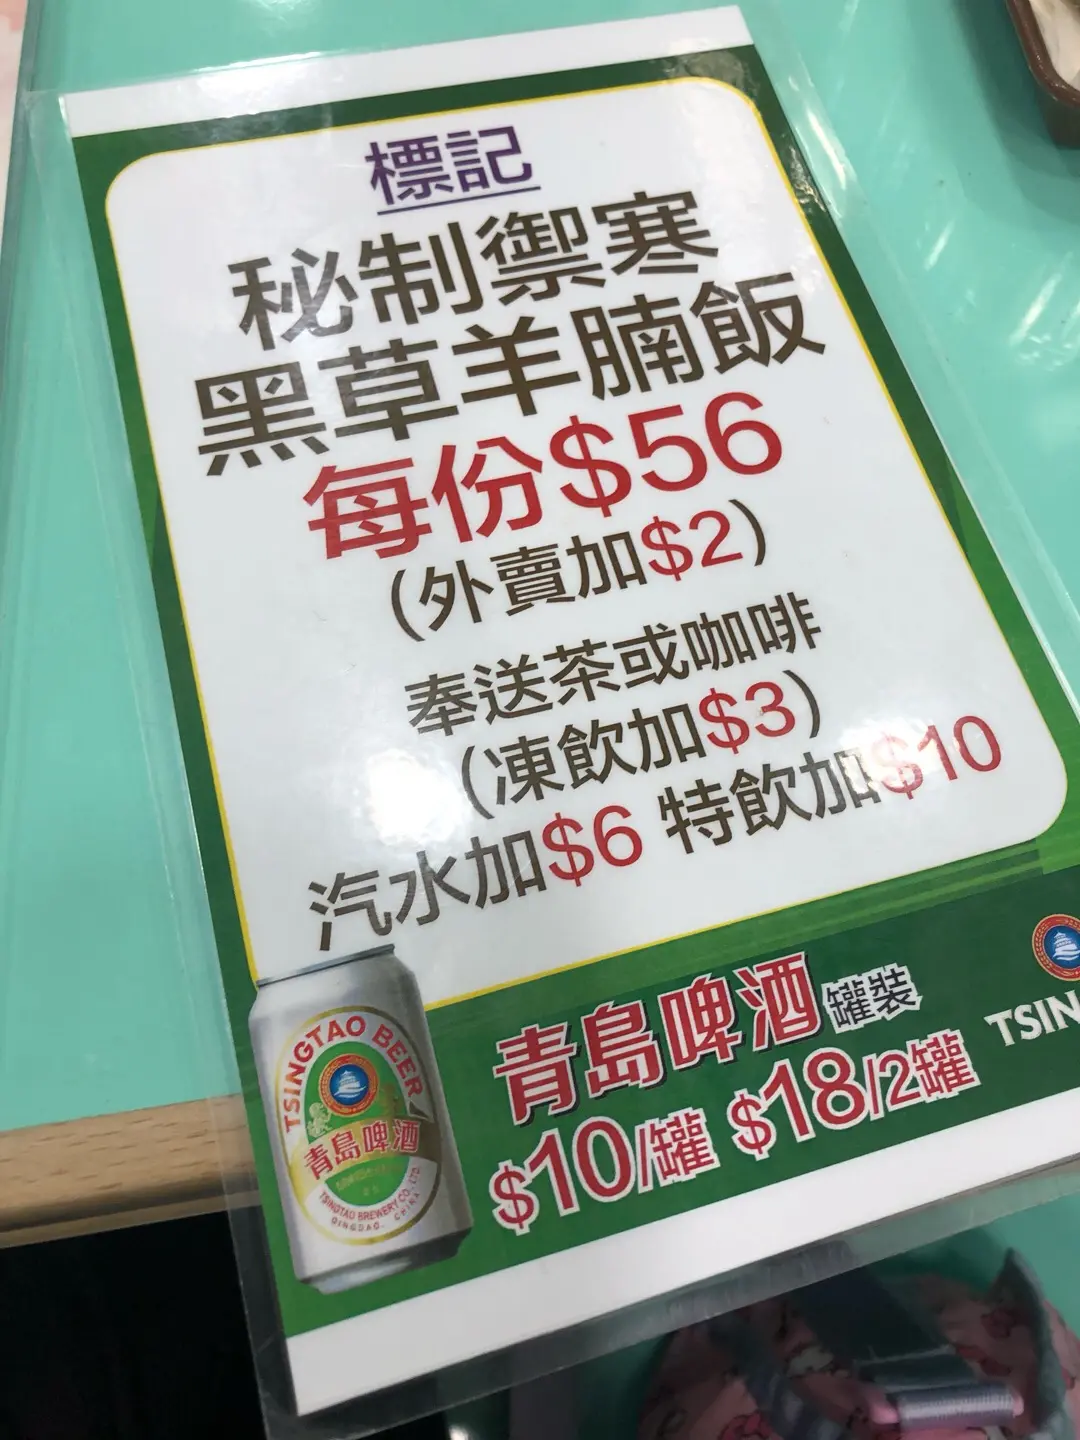 標記
秘制禦寒
黑草羊腩飯
每份$56
(外賣加$2)
奉送茶或咖啡
(凍飲加$3)
汽水加$6 特飲加$10
青島啤酒 罐裝
$10/罐 $18/2罐
TSIN
TSINGTAO BEER
青島啤酒
TSINGTAO BREWERY CO., LTD.
QINGDAO, CHINA